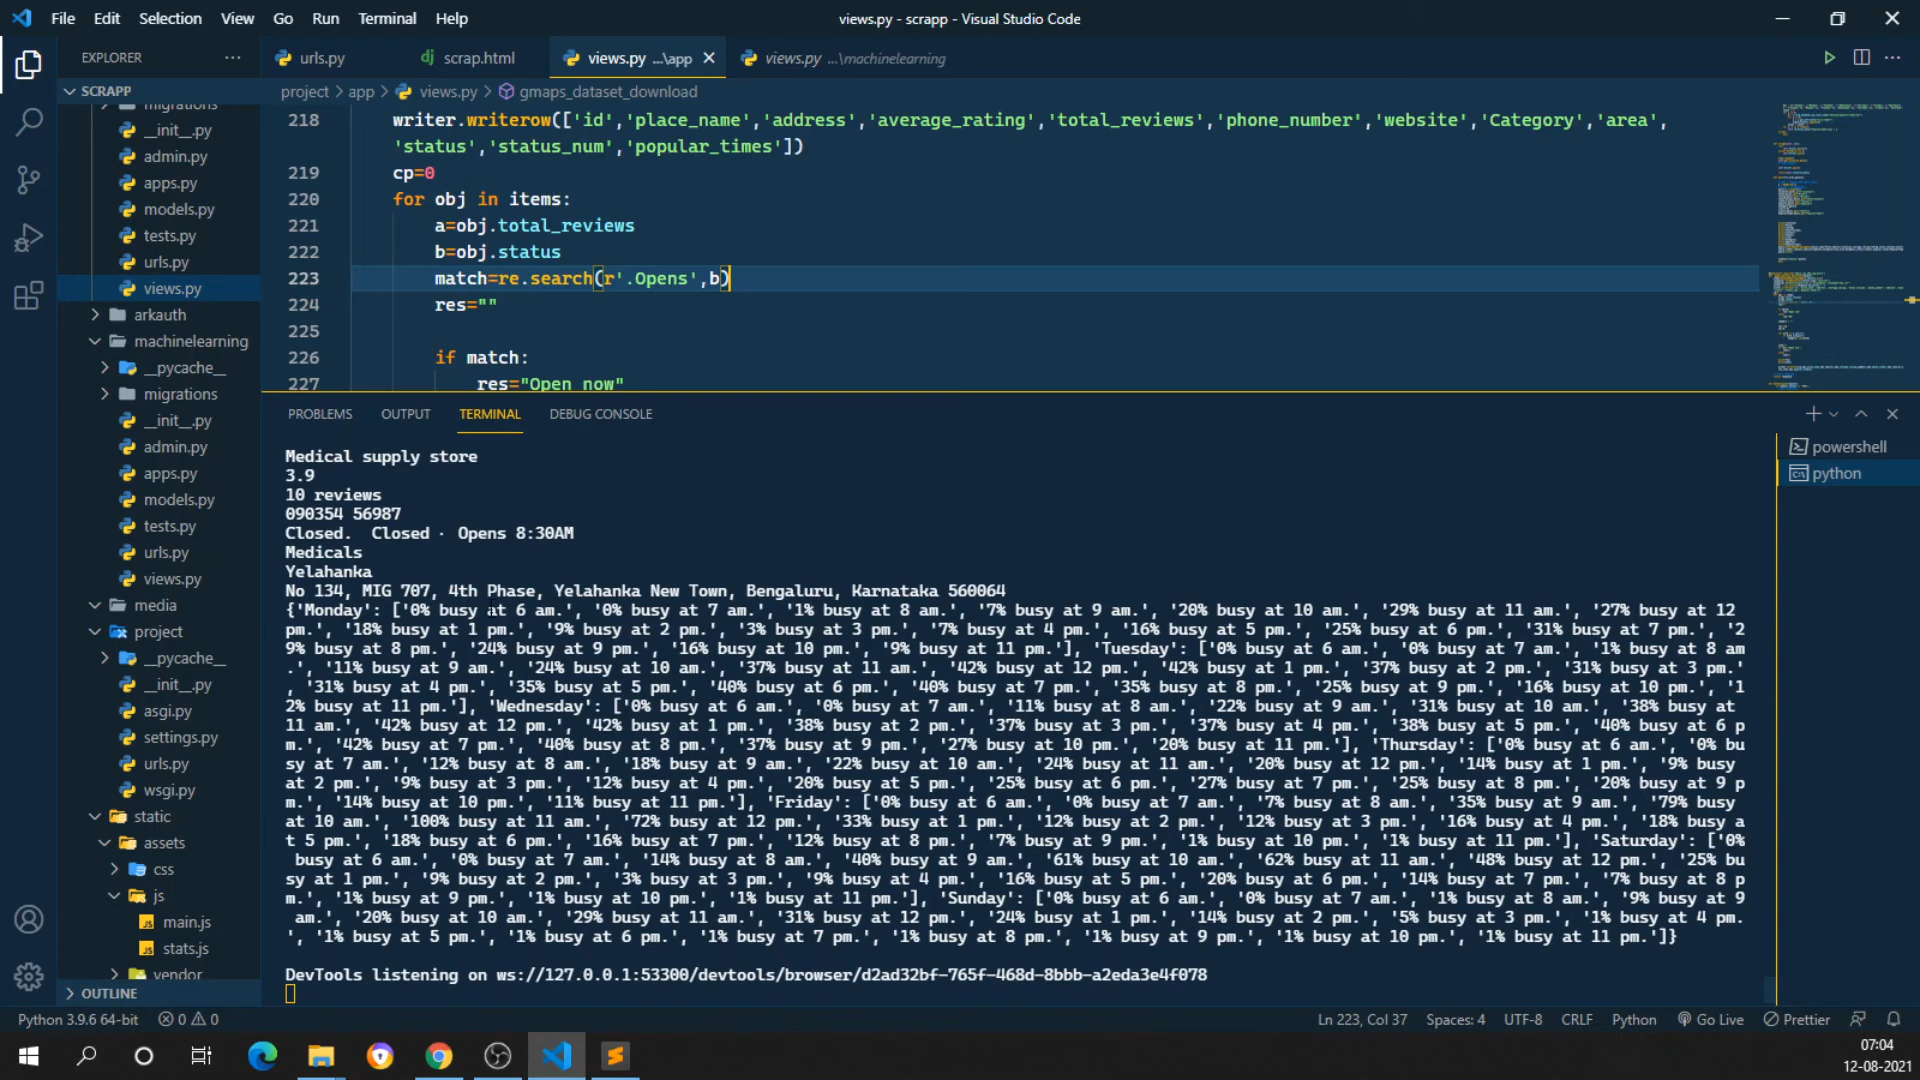 File Edit Selection View Go Run Terminal Help
views.py - scrapp - Visual Studio Code
EXPLORER
SCRAPP
migrations
__init__.py
admin.py
apps.py
models.py
tests.py
urls.py
views.py
arkauth
machinelearning
__pycache__
migrations
__init__.py
admin.py
apps.py
models.py
tests.py
urls.py
views.py
media
project
__pycache__
__init__.py
asgi.py
settings.py
urls.py
wsgi.py
static
assets
css
js
main.js
stats.js
vendor
OUTLINE
urls.py scrap.html views.py ...\app views.py ...\machinelearning
project > app > views.py > gmaps_dataset_download
218 writer.writerow(['id','place_name','address','average_rating','total_reviews','phone_number','website','Category','area',
'status','status_num','popular_times'])
219 cp=0
220 for obj in items:
221 a=obj.total_reviews
222 b=obj.status
223 match=re.search(r'.Opens',b)
224 res=""
225
226 if match:
227 res="Open now"
PROBLEMS OUTPUT TERMINAL DEBUG CONSOLE
powershell
python
Medical supply store
3.9
10 reviews
090354 56987
Closed.  Closed · Opens 8:30AM
Medicals
Yelahanka
No 134, MIG 707, 4th Phase, Yelahanka New Town, Bengaluru, Karnataka 560064
{'Monday': ['0% busy at 6 am.', '0% busy at 7 am.', '1% busy at 8 am.', '7% busy at 9 am.', '20% busy at 10 am.', '29% busy at 11 am.', '27% busy at 12
pm.', '18% busy at 1 pm.', '9% busy at 2 pm.', '3% busy at 3 pm.', '7% busy at 4 pm.', '16% busy at 5 pm.', '25% busy at 6 pm.', '31% busy at 7 pm.', '2
9% busy at 8 pm.', '24% busy at 9 pm.', '16% busy at 10 pm.', '9% busy at 11 pm.'], 'Tuesday': ['0% busy at 6 am.', '0% busy at 7 am.', '1% busy at 8 am
.', '11% busy at 9 am.', '24% busy at 10 am.', '37% busy at 11 am.', '42% busy at 12 pm.', '42% busy at 1 pm.', '37% busy at 2 pm.', '31% busy at 3 pm.'
, '31% busy at 4 pm.', '35% busy at 5 pm.', '40% busy at 6 pm.', '40% busy at 7 pm.', '35% busy at 8 pm.', '25% busy at 9 pm.', '16% busy at 10 pm.', '1
2% busy at 11 pm.'], 'Wednesday': ['0% busy at 6 am.', '0% busy at 7 am.', '11% busy at 8 am.', '22% busy at 9 am.', '31% busy at 10 am.', '38% busy at
11 am.', '42% busy at 12 pm.', '42% busy at 1 pm.', '38% busy at 2 pm.', '37% busy at 3 pm.', '37% busy at 4 pm.', '38% busy at 5 pm.', '40% busy at 6 p
m.', '42% busy at 7 pm.', '40% busy at 8 pm.', '37% busy at 9 pm.', '27% busy at 10 pm.', '20% busy at 11 pm.'], 'Thursday': ['0% busy at 6 am.', '0% bu
sy at 7 am.', '12% busy at 8 am.', '18% busy at 9 am.', '22% busy at 10 am.', '24% busy at 11 am.', '20% busy at 12 pm.', '14% busy at 1 pm.', '9% busy
at 2 pm.', '9% busy at 3 pm.', '12% busy at 4 pm.', '20% busy at 5 pm.', '25% busy at 6 pm.', '27% busy at 7 pm.', '25% busy at 8 pm.', '20% busy at 9 p
m.', '14% busy at 10 pm.', '11% busy at 11 pm.'], 'Friday': ['0% busy at 6 am.', '0% busy at 7 am.', '7% busy at 8 am.', '35% busy at 9 am.', '79% busy
at 10 am.', '100% busy at 11 am.', '72% busy at 12 pm.', '33% busy at 1 pm.', '12% busy at 2 pm.', '12% busy at 3 pm.', '16% busy at 4 pm.', '18% busy a
t 5 pm.', '18% busy at 6 pm.', '16% busy at 7 pm.', '12% busy at 8 pm.', '7% busy at 9 pm.', '1% busy at 10 pm.', '1% busy at 11 pm.'], 'Saturday': ['0%
busy at 6 am.', '0% busy at 7 am.', '14% busy at 8 am.', '40% busy at 9 am.', '61% busy at 10 am.', '62% busy at 11 am.', '48% busy at 12 pm.', '25% bu
sy at 1 pm.', '9% busy at 2 pm.', '3% busy at 3 pm.', '9% busy at 4 pm.', '16% busy at 5 pm.', '20% busy at 6 pm.', '14% busy at 7 pm.', '7% busy at 8 p
m.', '1% busy at 9 pm.', '1% busy at 10 pm.', '1% busy at 11 pm.'], 'Sunday': ['0% busy at 6 am.', '0% busy at 7 am.', '1% busy at 8 am.', '9% busy at 9
am.', '20% busy at 10 am.', '29% busy at 11 am.', '31% busy at 12 pm.', '24% busy at 1 pm.', '14% busy at 2 pm.', '5% busy at 3 pm.', '1% busy at 4 pm.
', '1% busy at 5 pm.', '1% busy at 6 pm.', '1% busy at 7 pm.', '1% busy at 8 pm.', '1% busy at 9 pm.', '1% busy at 10 pm.', '1% busy at 11 pm.']}
DevTools listening on ws://127.0.0.1:53300/devtools/browser/d2ad32bf-765f-468d-8bbb-a2eda3e4f078
Python 3.9.6 64-bit 0 0 Ln 223, Col 37 Spaces: 4 UTF-8 CRLF Python Go Live Prettier
07:04
12-08-2021